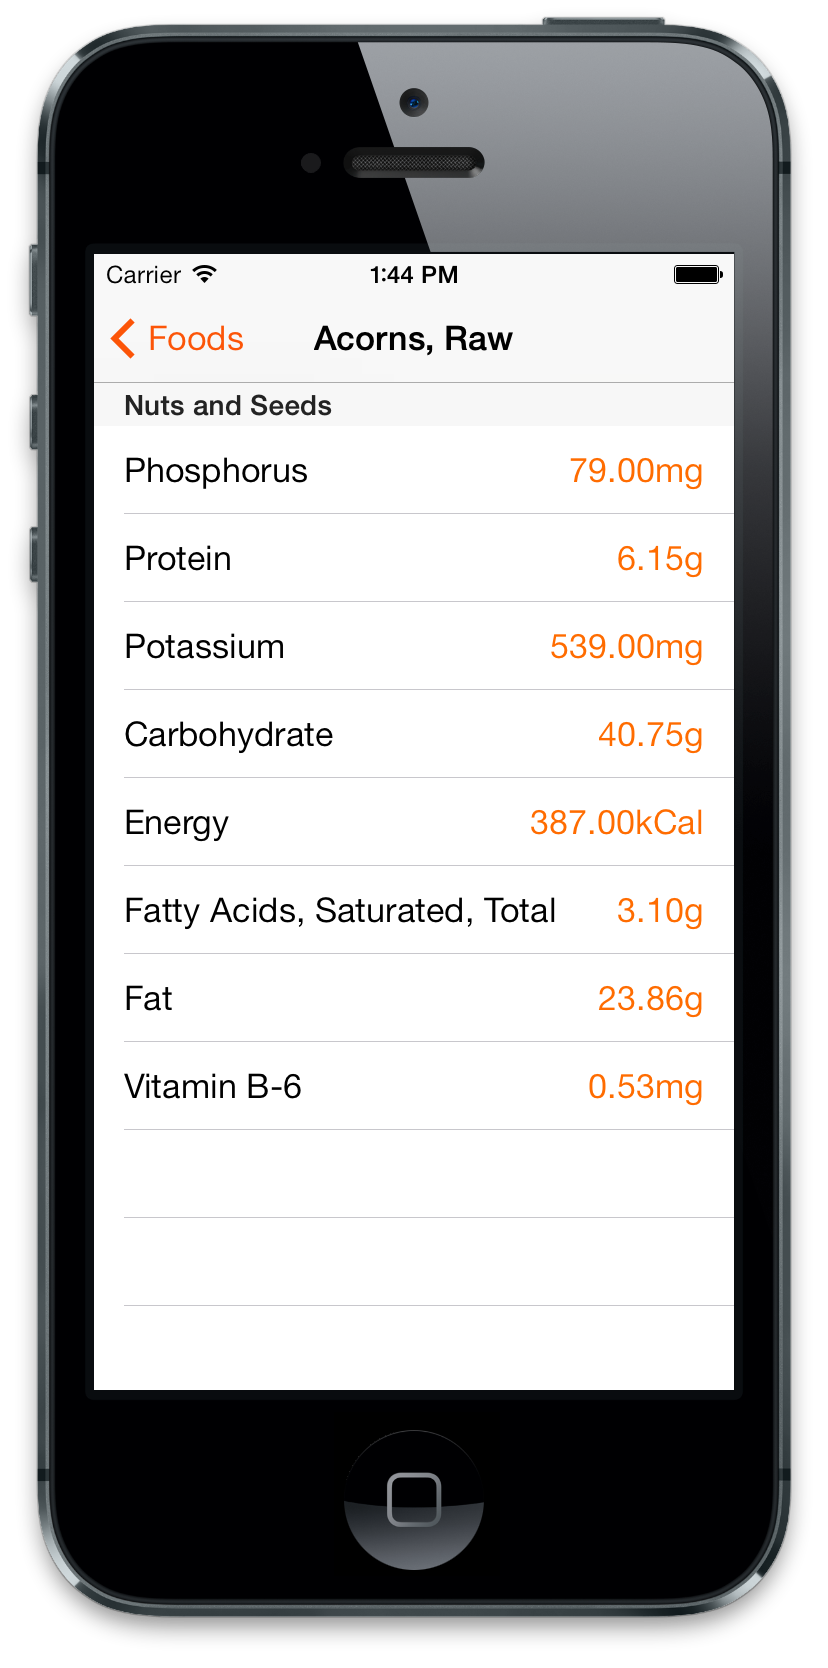 Carrier 1:44 PM
Foods Acorns, Raw
Nuts and Seeds
Phosphorus 79.00mg
Protein 6.15g
Potassium 539.00mg
Carbohydrate 40.75g
Energy 387.00kCal
Fatty Acids, Saturated, Total 3.10g
Fat 23.86g
Vitamin B-6 0.53mg